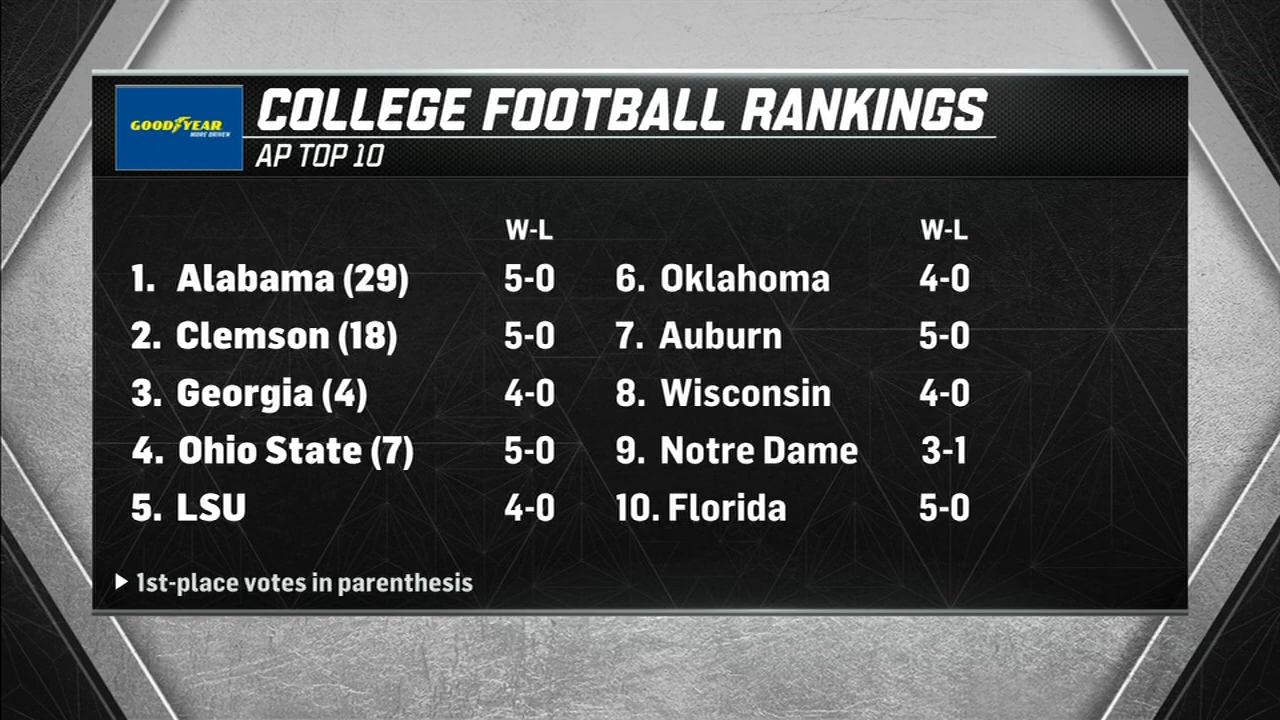 GOODYEAR
MORE DRIVEN
COLLEGE FOOTBALL RANKINGS
AP TOP 10
W-L W-L
1. Alabama (29) 5-0 6. Oklahoma 4-0
2. Clemson (18) 5-0 7. Auburn 5-0
3. Georgia (4) 4-0 8. Wisconsin 4-0
4. Ohio State (7) 5-0 9. Notre Dame 3-1
5. LSU 4-0 10. Florida 5-0
1st-place votes in parenthesis